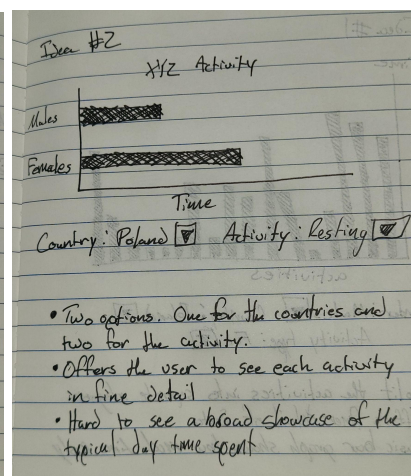 Idea #2
XYZ Activity
Males
Females
Time
Country: Poland Activity: Resting
• Two options. One for the countries and
two for the activity.
• Offers the user to see each activity
in fine detail
• Hard to see a broad showcase of the
typical day time spent